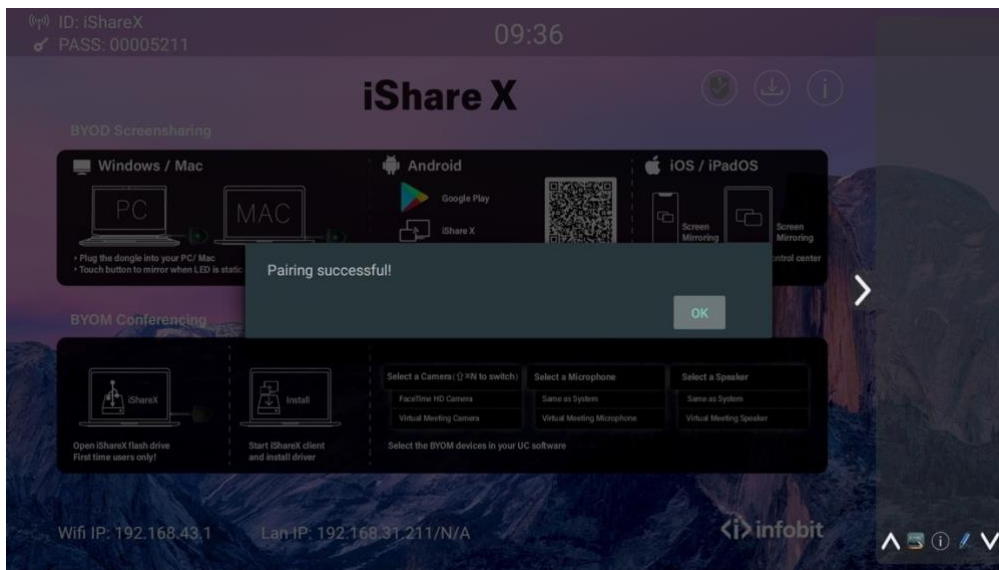 ID: iShareX
PASS: 00005211
09:36
iShare X
BYOD Screensharing
Windows / Mac
PC
MAC
• Plug the dongle into your PC/ Mac
• Touch button to mirror when LED is static
Android
Google Play
iShare X
iOS / iPadOS
Screen
Mirroring
Screen
Mirroring
control center
Pairing successful!
OK
BYOM Conferencing
iShareX
Open iShareX flash drive
First time users only!
Install
Start iShareX client
and install driver
Select a Camera(⇧⌘N to switch)
FaceTime HD Camera
Virtual Meeting Camera
Select a Microphone
Same as System
Virtual Meeting Microphone
Select a Speaker
Same as System
Virtual Meeting Speaker
Select the BYOM devices in your UC software
Wifi IP: 192.168.43.1
Lan IP: 192.168.31.211/N/A
<i> infobit